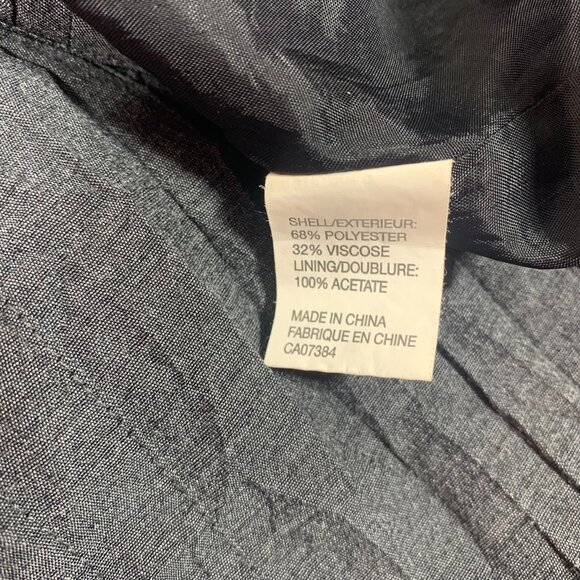 SHELL/EXTERIEUR:
68% POLYESTER
32% VISCOSE
LINING/DOUBLURE:
100% ACETATE
MADE IN CHINA
FABRIQUE EN CHINE
CA07384